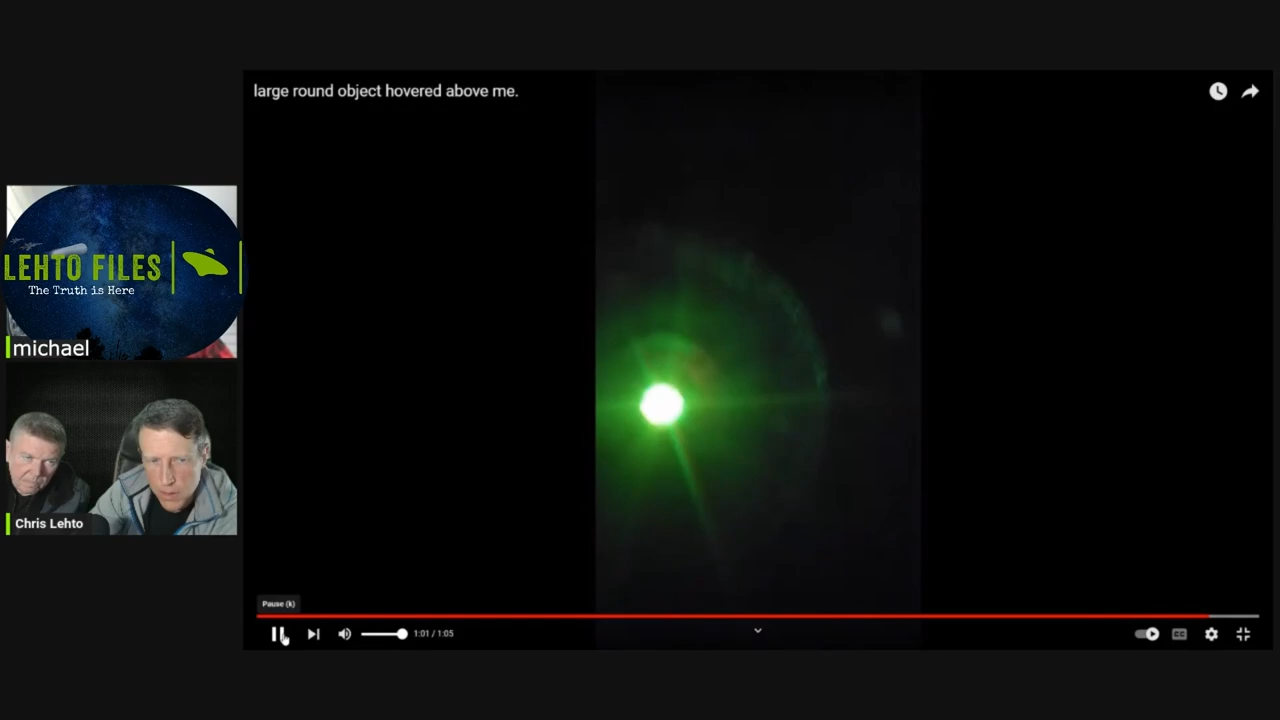 large round object hovered above me.
LEHTO FILES
The Truth is Here
michael
Chris Lehto
Pause (k)
1:01 / 1:05
CC